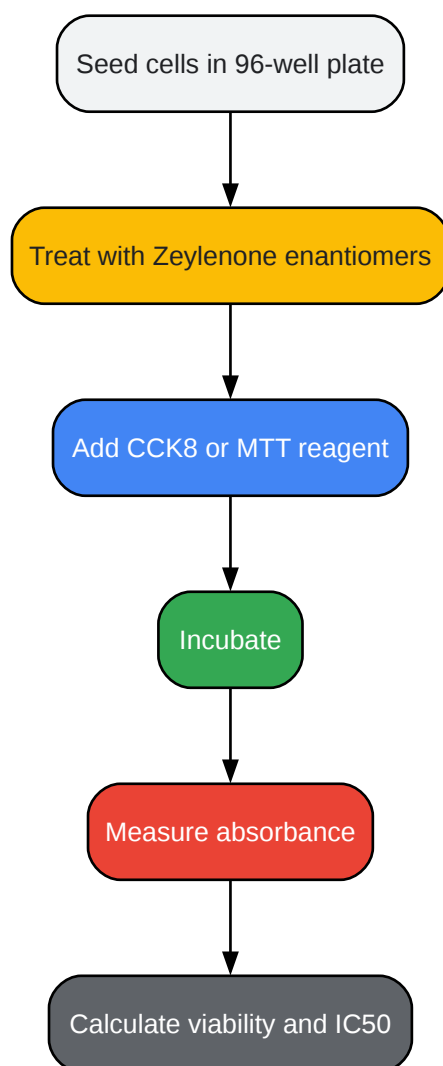 Seed cells in 96-well plate
Treat with Zeylenone enantiomers
Add CCK8 or MTT reagent
Incubate
Measure absorbance
Calculate viability and IC50